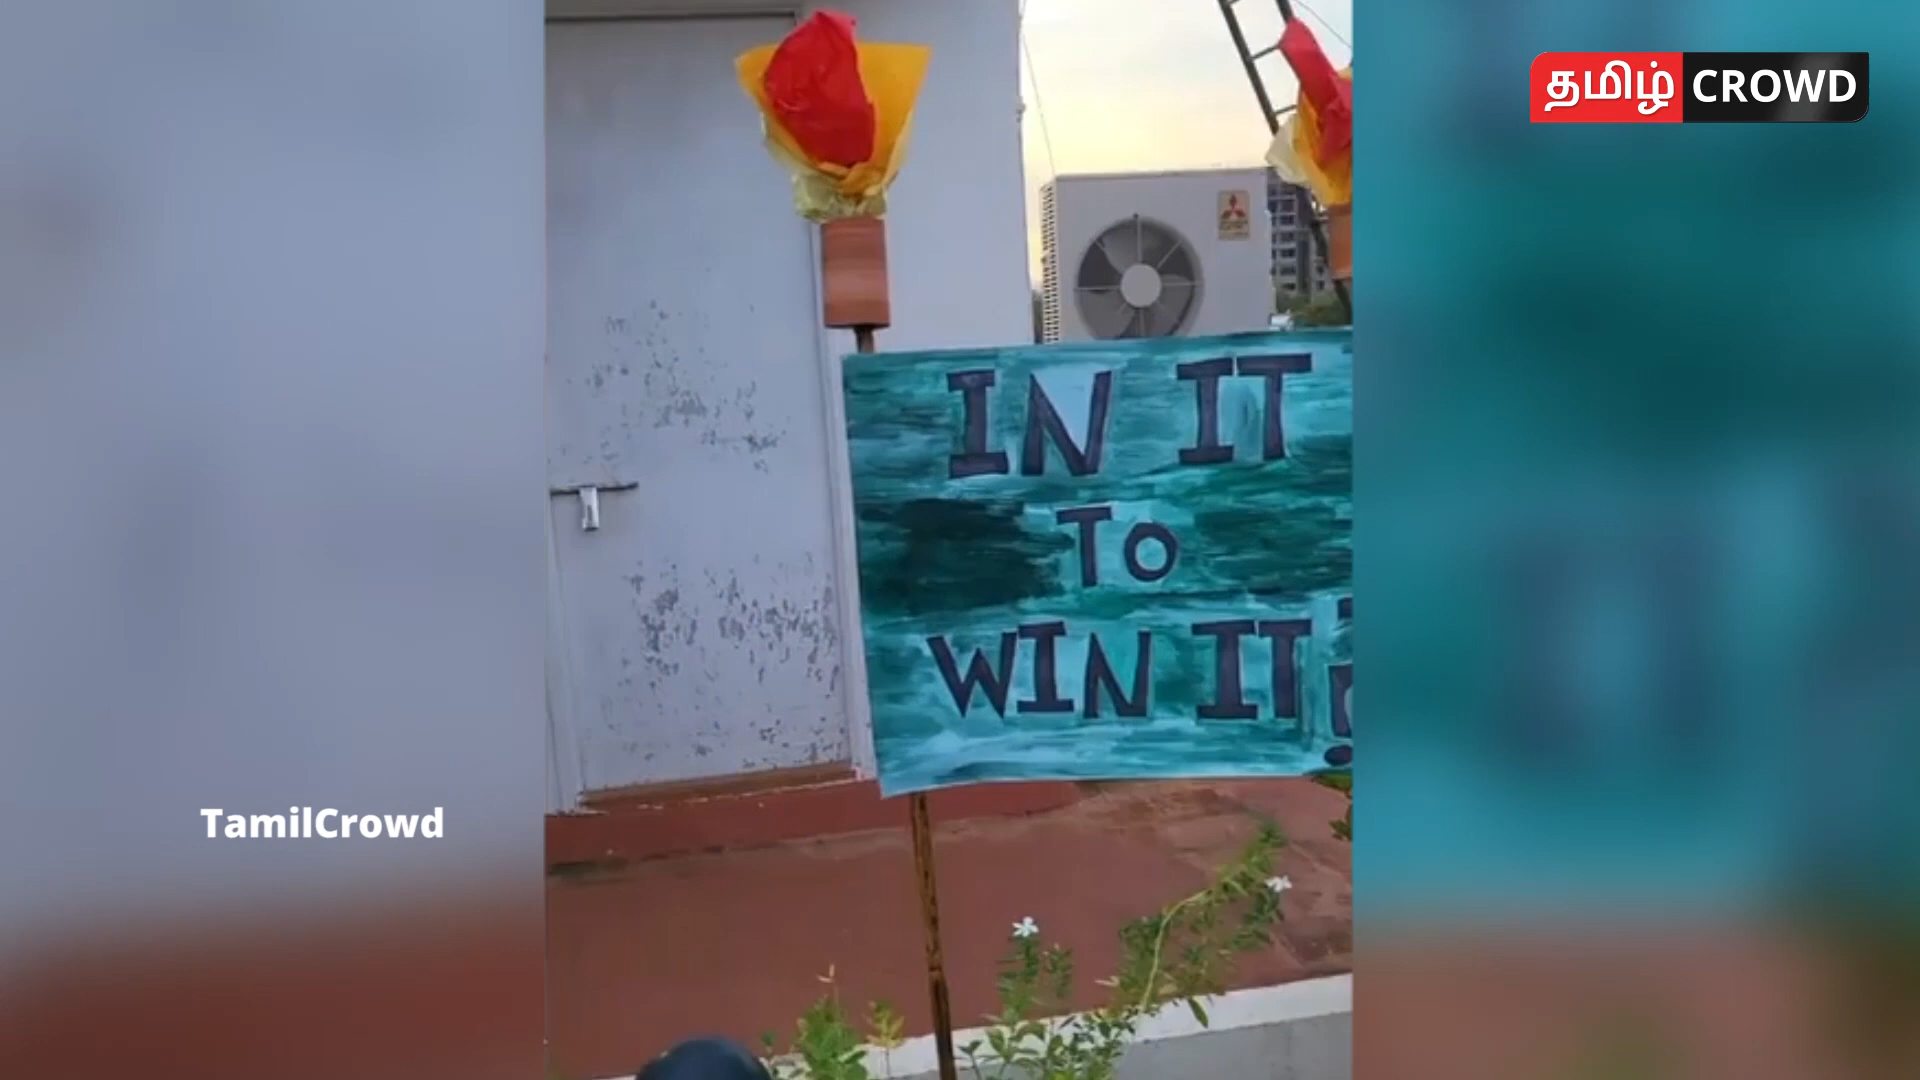 தமிழ் CROWD
IN IT
TO
WIN IT!
TamilCrowd